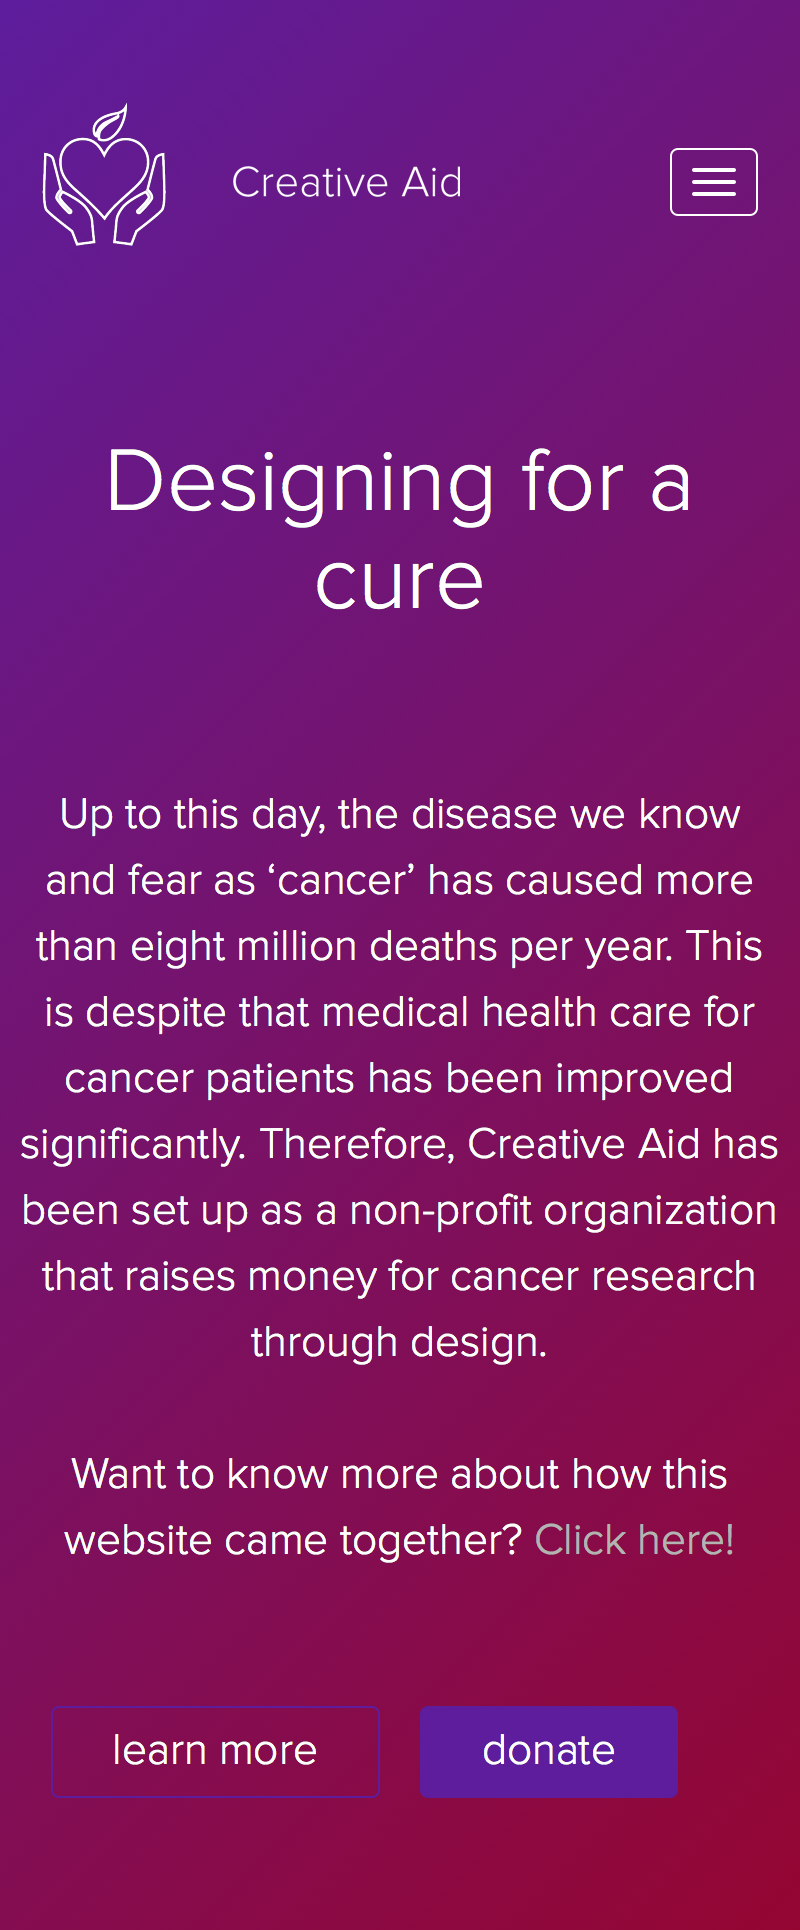 Creative Aid
Designing for a
cure
Up to this day, the disease we know
and fear as ‘cancer’ has caused more
than eight million deaths per year. This
is despite that medical health care for
cancer patients has been improved
significantly. Therefore, Creative Aid has
been set up as a non-profit organization
that raises money for cancer research
through design.
Want to know more about how this
website came together? Click here!
learn more
donate